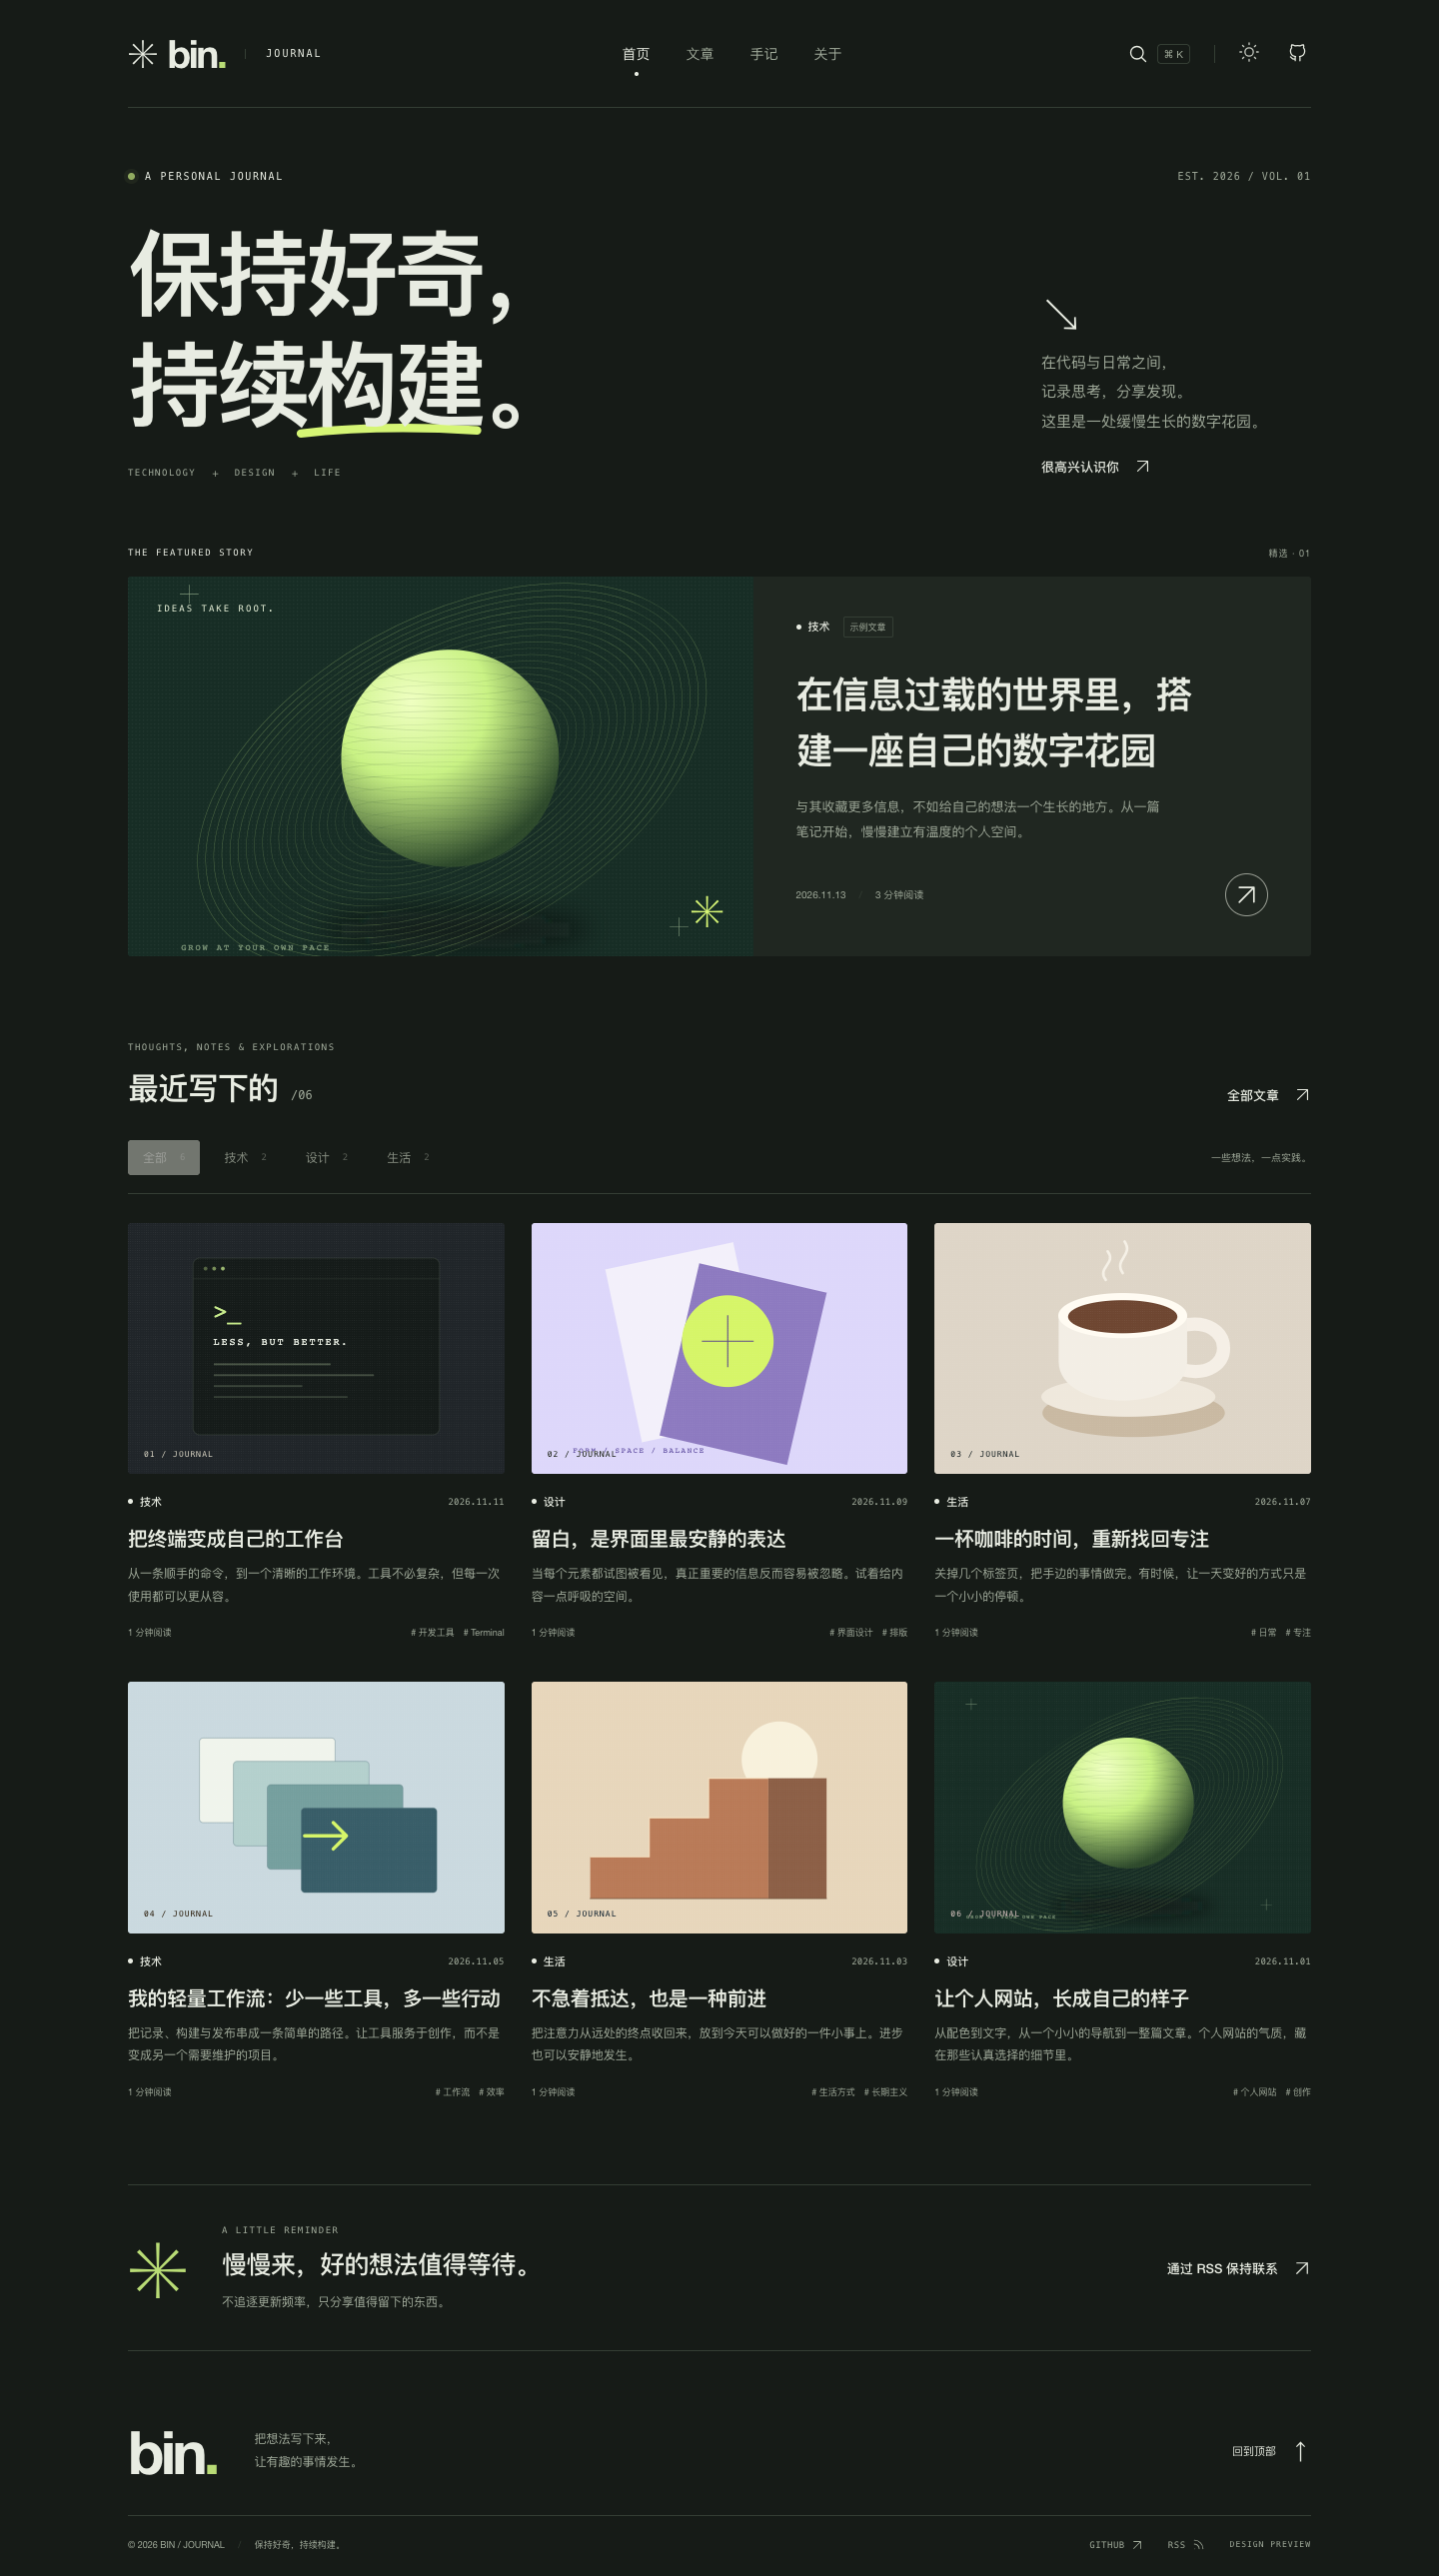 bin.
JOURNAL
首页 文章 手记 关于
⌘ K
A PERSONAL JOURNAL
EST. 2026 / VOL. 01
保持好奇，
持续构建。
在代码与日常之间，
记录思考，分享发现。
这里是一处缓慢生长的数字花园。
很高兴认识你
TECHNOLOGY + DESIGN + LIFE
THE FEATURED STORY
精选 · 01
IDEAS TAKE ROOT.
GROW AT YOUR OWN PACE
技术 示例文章
在信息过载的世界里，搭
建一座自己的数字花园
与其收藏更多信息，不如给自己的想法一个生长的地方。从一篇
笔记开始，慢慢建立有温度的个人空间。
2026.11.13 / 3 分钟阅读
THOUGHTS, NOTES & EXPLORATIONS
最近写下的 /06
全部文章
全部 6 技术 2 设计 2 生活 2
一些想法，一点实践。
>_
LESS, BUT BETTER.
01 / JOURNAL
技术 2026.11.11
把终端变成自己的工作台
从一条顺手的命令，到一个清晰的工作环境。工具不必复杂，但每一次
使用都可以更从容。
1 分钟阅读 # 开发工具 # Terminal
FORM / SPACE / BALANCE
02 / JOURNAL
设计 2026.11.09
留白，是界面里最安静的表达
当每个元素都试图被看见，真正重要的信息反而容易被忽略。试着给内
容一点呼吸的空间。
1 分钟阅读 # 界面设计 # 排版
03 / JOURNAL
生活 2026.11.07
一杯咖啡的时间，重新找回专注
关掉几个标签页，把手边的事情做完。有时候，让一天变好的方式只是
一个小小的停顿。
1 分钟阅读 # 日常 # 专注
04 / JOURNAL
技术 2026.11.05
我的轻量工作流：少一些工具，多一些行动
把记录、构建与发布串成一条简单的路径。让工具服务于创作，而不是
变成另一个需要维护的项目。
1 分钟阅读 # 工作流 # 效率
05 / JOURNAL
生活 2026.11.03
不急着抵达，也是一种前进
把注意力从远处的终点收回来，放到今天可以做好的一件小事上。进步
也可以安静地发生。
1 分钟阅读 # 生活方式 # 长期主义
06 / JOURNAL
GROW AT YOUR OWN PACE
设计 2026.11.01
让个人网站，长成自己的样子
从配色到文字，从一个小小的导航到一整篇文章。个人网站的气质，藏
在那些认真选择的细节里。
1 分钟阅读 # 个人网站 # 创作
A LITTLE REMINDER
慢慢来，好的想法值得等待。
不追逐更新频率，只分享值得留下的东西。
通过 RSS 保持联系
bin.
把想法写下来，
让有趣的事情发生。
回到顶部
© 2026 BIN / JOURNAL / 保持好奇，持续构建。
GITHUB RSS DESIGN PREVIEW